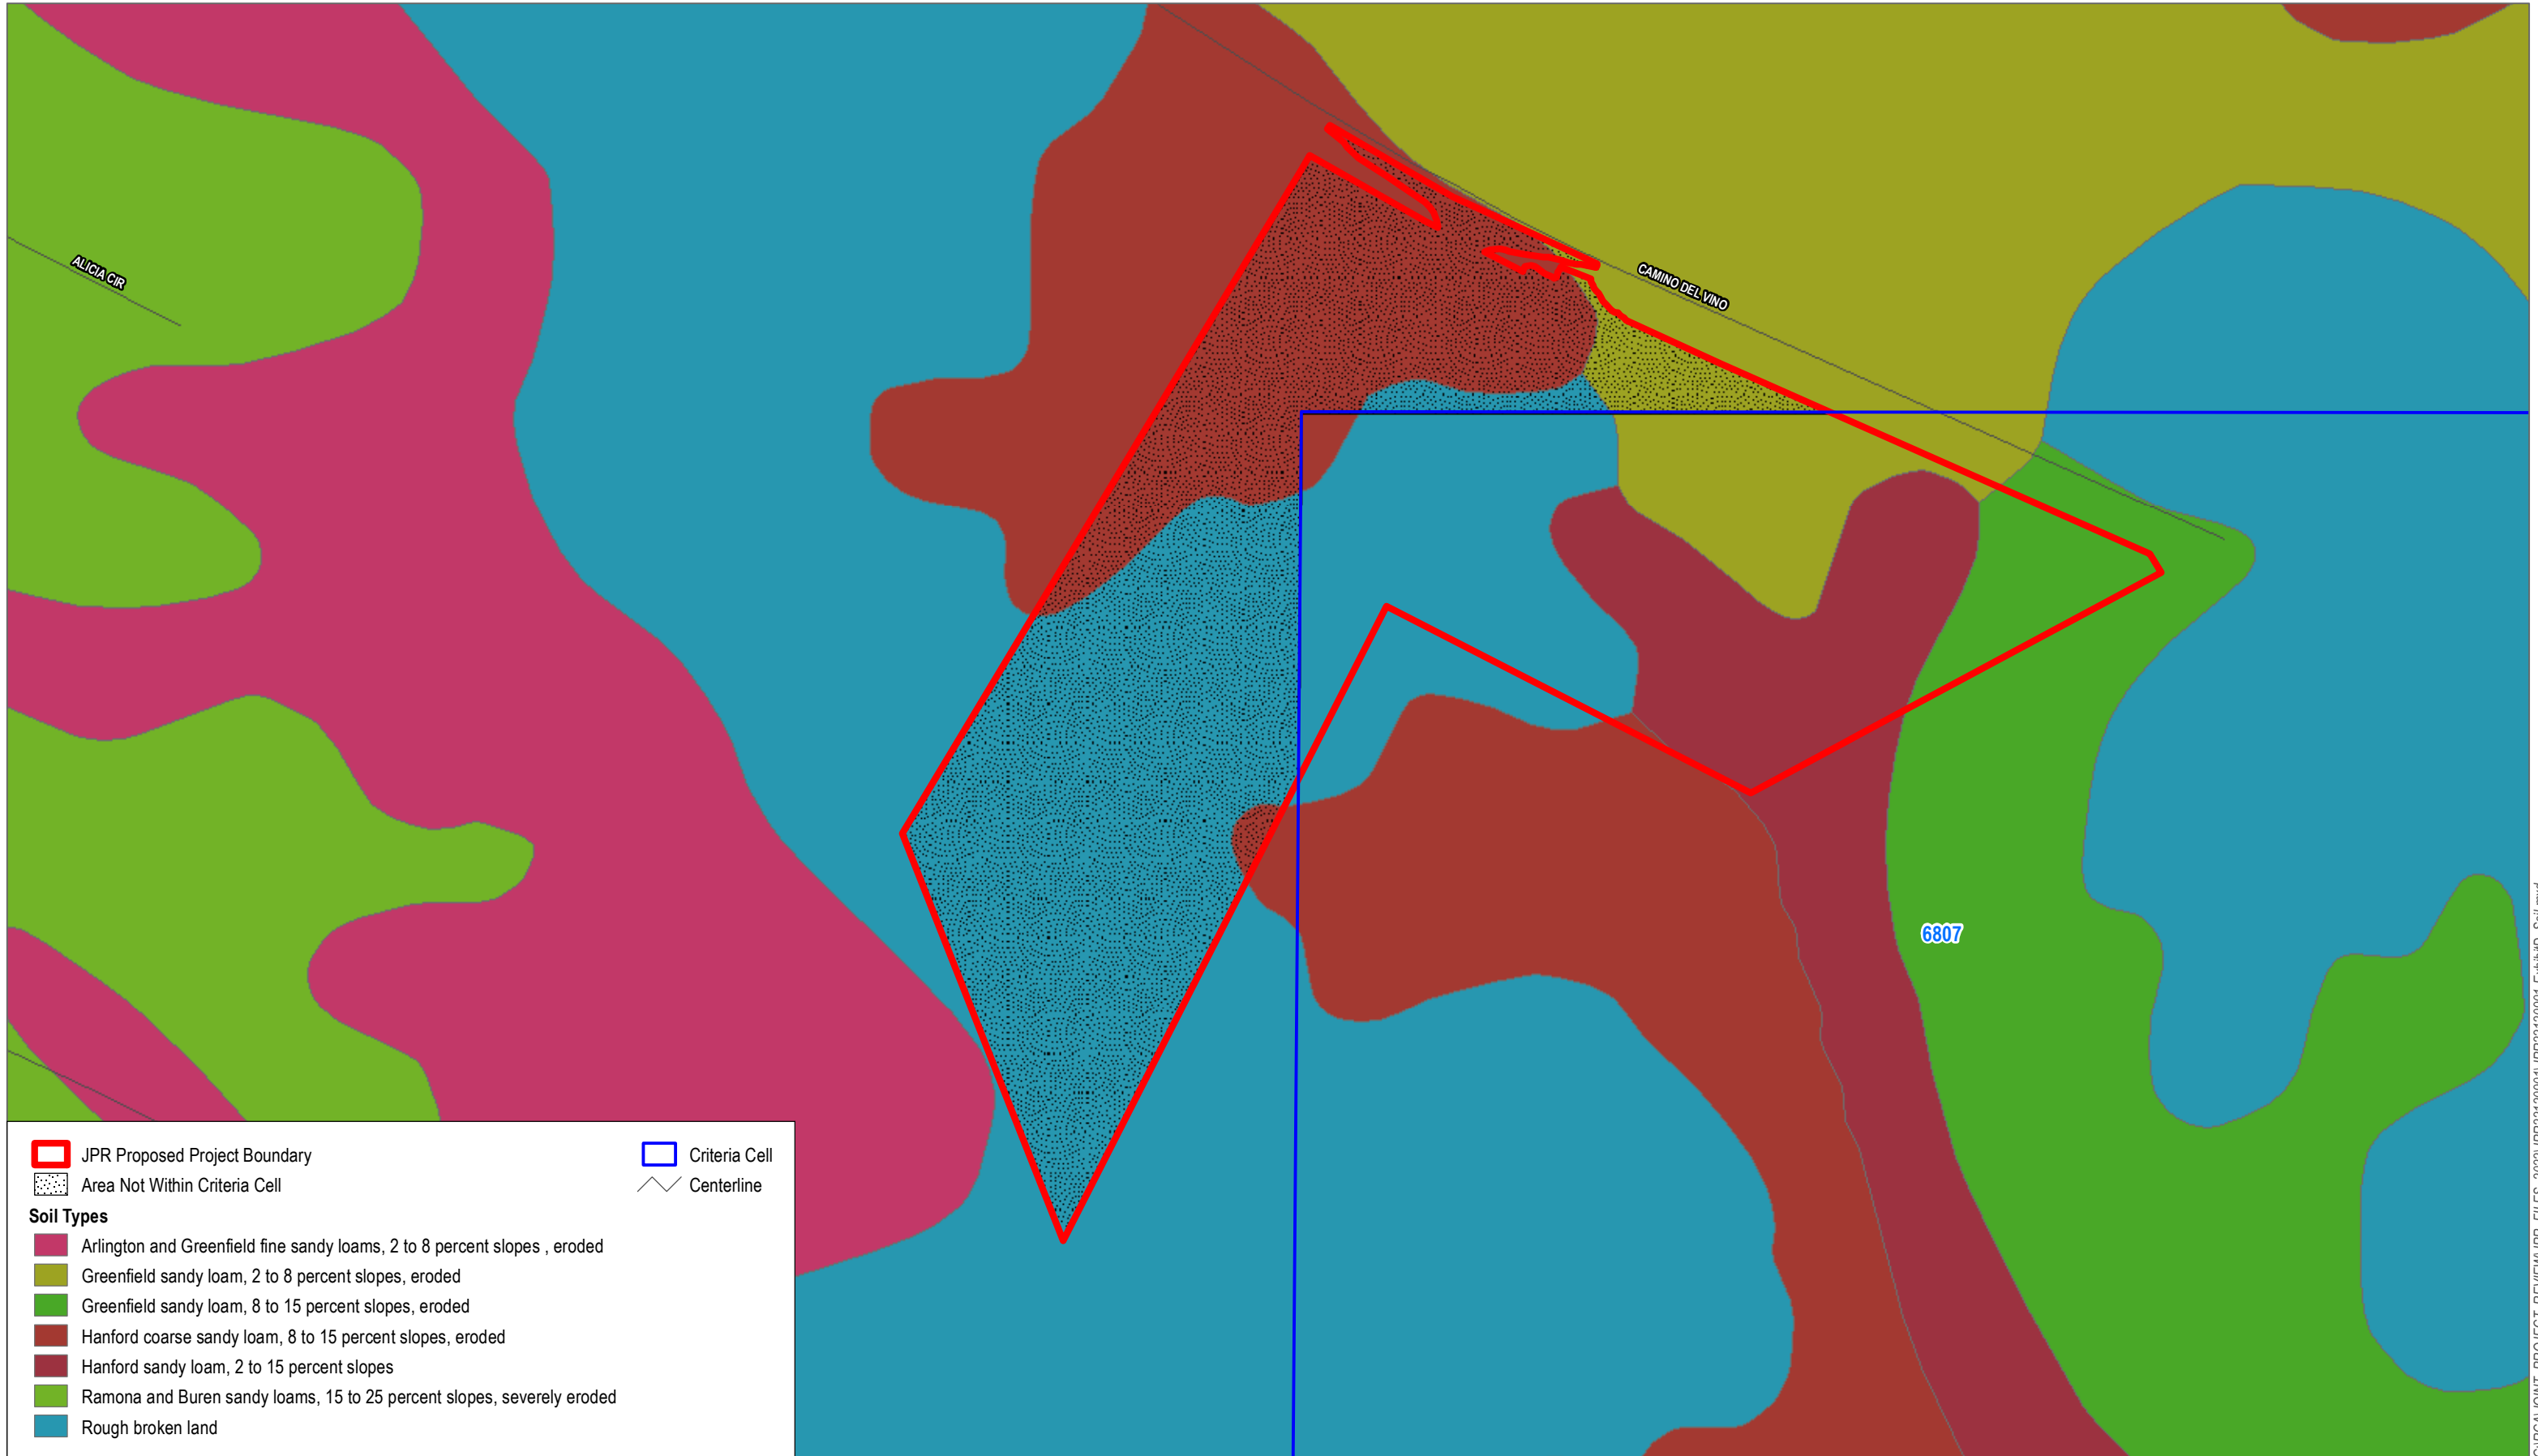 ALICIA CIR
CAMINO DEL VINO
6807
JPR Proposed Project Boundary
Criteria Cell
Area Not Within Criteria Cell
Centerline
Soil Types
Arlington and Greenfield fine sandy loams, 2 to 8 percent slopes , eroded
Greenfield sandy loam, 2 to 8 percent slopes, eroded
Greenfield sandy loam, 8 to 15 percent slopes, eroded
Hanford coarse sandy loam, 8 to 15 percent slopes, eroded
Hanford sandy loam, 2 to 15 percent slopes
Ramona and Buren sandy loams, 15 to 25 percent slopes, severely eroded
Rough broken land